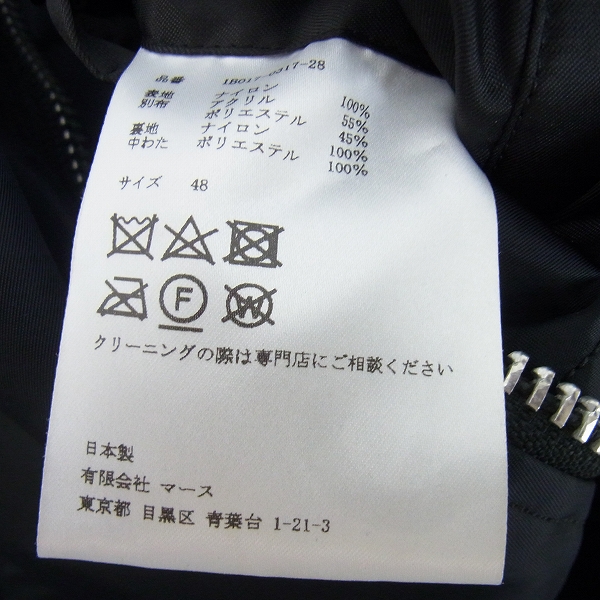 品番 1B017-0317-28
表地 ナイロン 100%
別布 アクリル 55%
ポリエステル 45%
裏地 ナイロン 100%
中わた ポリエステル 100%
サイズ 48
F W
クリーニングの際は専門店にご相談ください
日本製
有限会社 マース
東京都 目黒区 青葉台 1-21-3